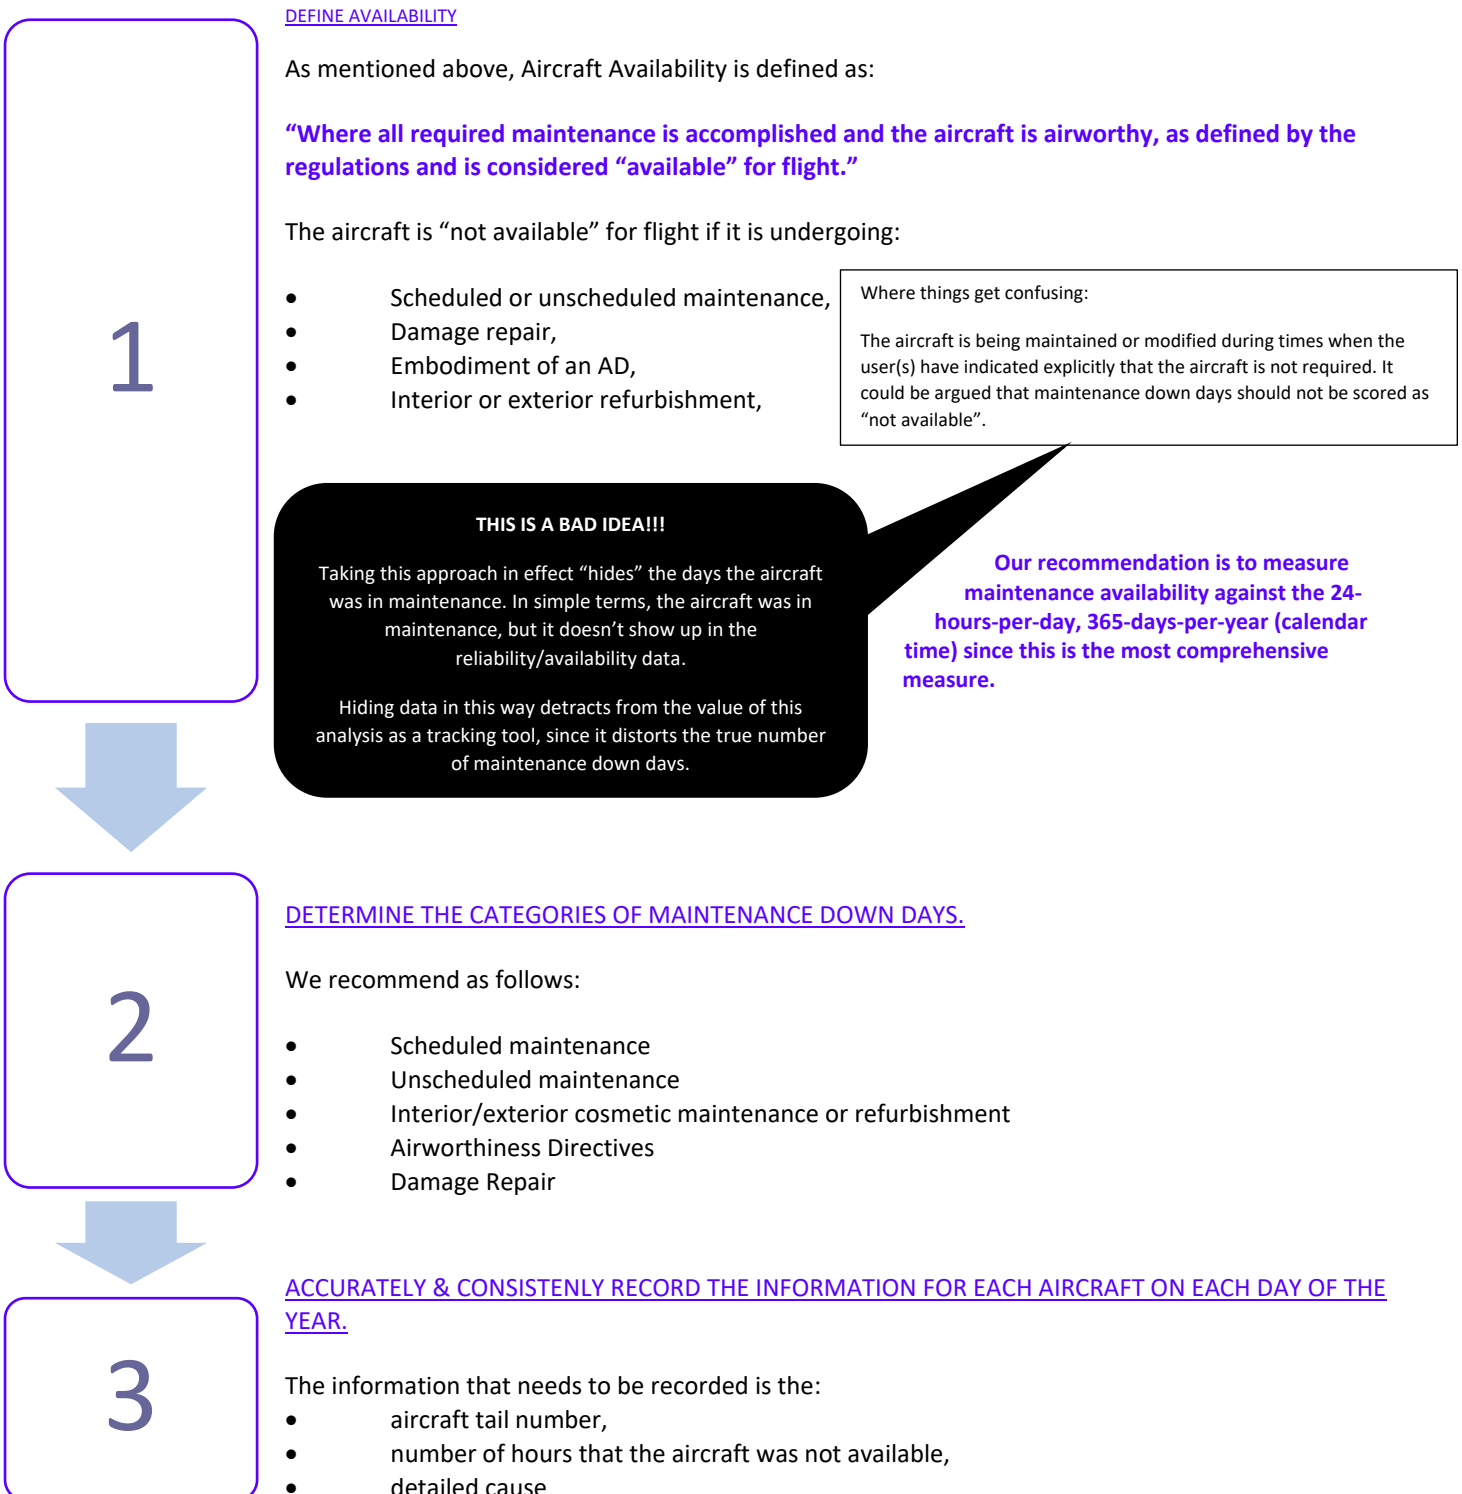 1
DEFINE AVAILABILITY
As mentioned above, Aircraft Availability is defined as:
“Where all required maintenance is accomplished and the aircraft is airworthy, as defined by the
regulations and is considered “available” for flight.”
The aircraft is “not available” for flight if it is undergoing:
• Scheduled or unscheduled maintenance,
• Damage repair,
• Embodiment of an AD,
• Interior or exterior refurbishment,
Where things get confusing:
The aircraft is being maintained or modified during times when the
user(s) have indicated explicitly that the aircraft is not required. It
could be argued that maintenance down days should not be scored as
“not available”.
THIS IS A BAD IDEA!!!
Taking this approach in effect “hides” the days the aircraft
was in maintenance. In simple terms, the aircraft was in
maintenance, but it doesn’t show up in the
reliability/availability data.
Hiding data in this way detracts from the value of this
analysis as a tracking tool, since it distorts the true number
of maintenance down days.
Our recommendation is to measure
maintenance availability against the 24-
hours-per-day, 365-days-per-year (calendar
time) since this is the most comprehensive
measure.
2
DETERMINE THE CATEGORIES OF MAINTENANCE DOWN DAYS.
We recommend as follows:
• Scheduled maintenance
• Unscheduled maintenance
• Interior/exterior cosmetic maintenance or refurbishment
• Airworthiness Directives
• Damage Repair
3
ACCURATELY & CONSISTENLY RECORD THE INFORMATION FOR EACH AIRCRAFT ON EACH DAY OF THE
YEAR.
The information that needs to be recorded is the:
• aircraft tail number,
• number of hours that the aircraft was not available,
• detailed cause